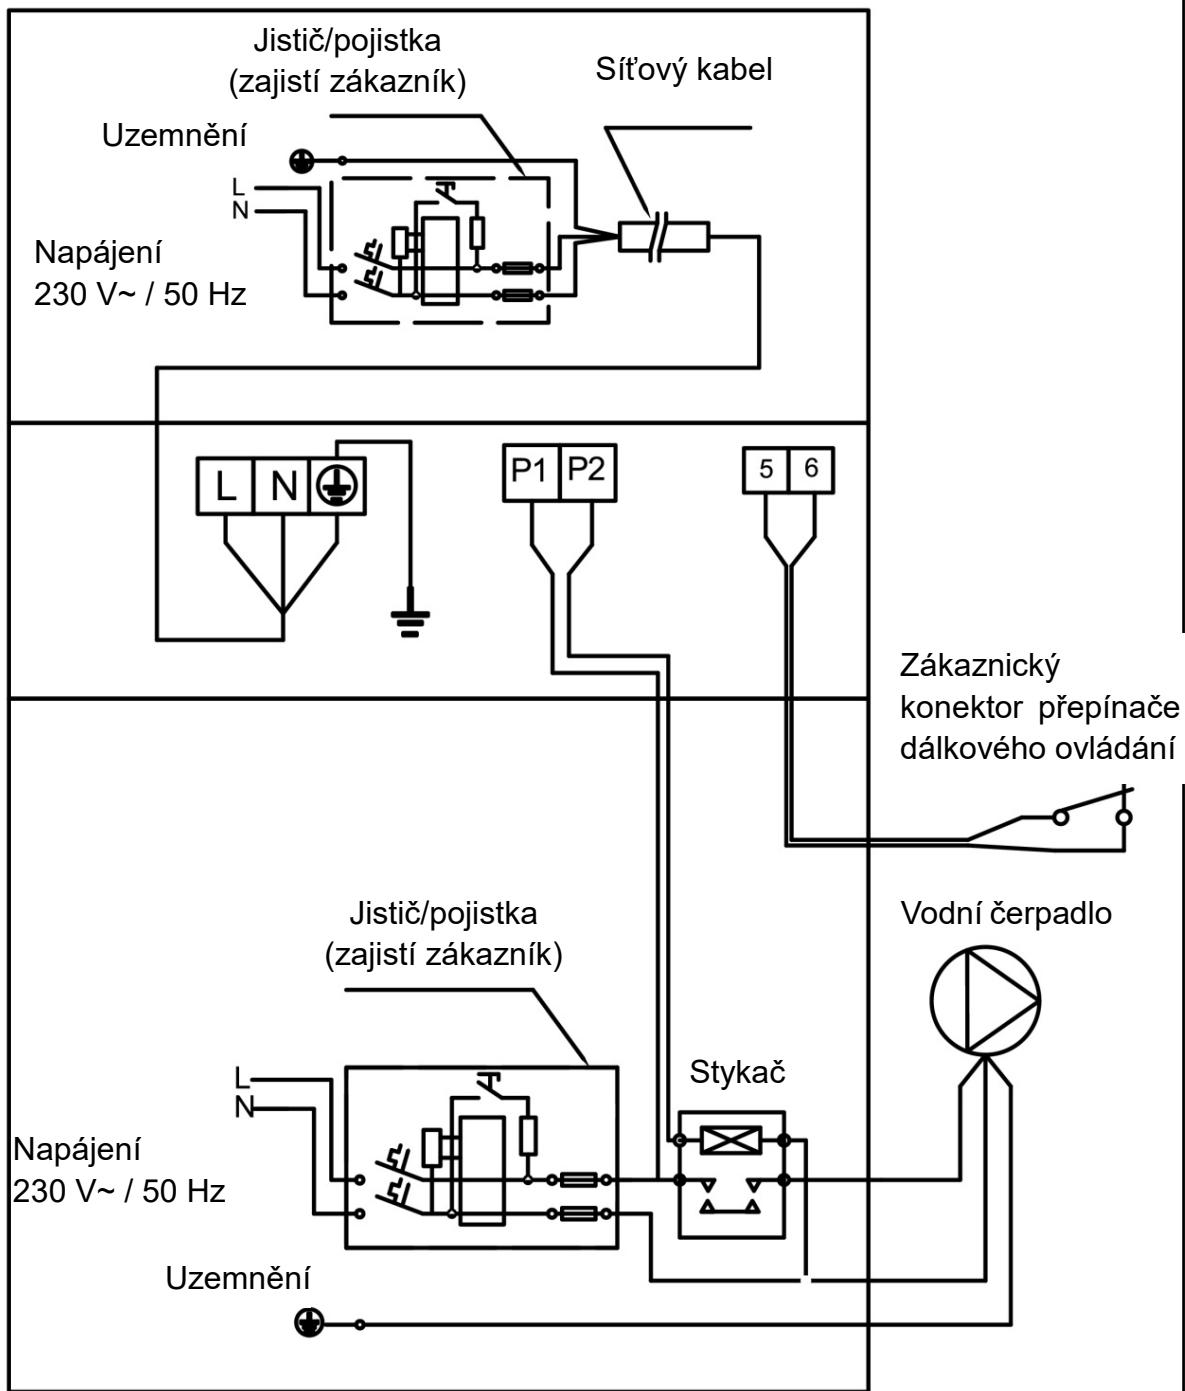 Jistič/pojistka
(zajistí zákazník)
Síťový kabel
Uzemnění
L
N
Napájení
230 V~ / 50 Hz
L N
P1 P2
5 6
Zákaznický
konektor přepínače
dálkového ovládání
Jistič/pojistka
(zajistí zákazník)
Vodní čerpadlo
Stykač
L
N
Napájení
230 V~ / 50 Hz
Uzemnění